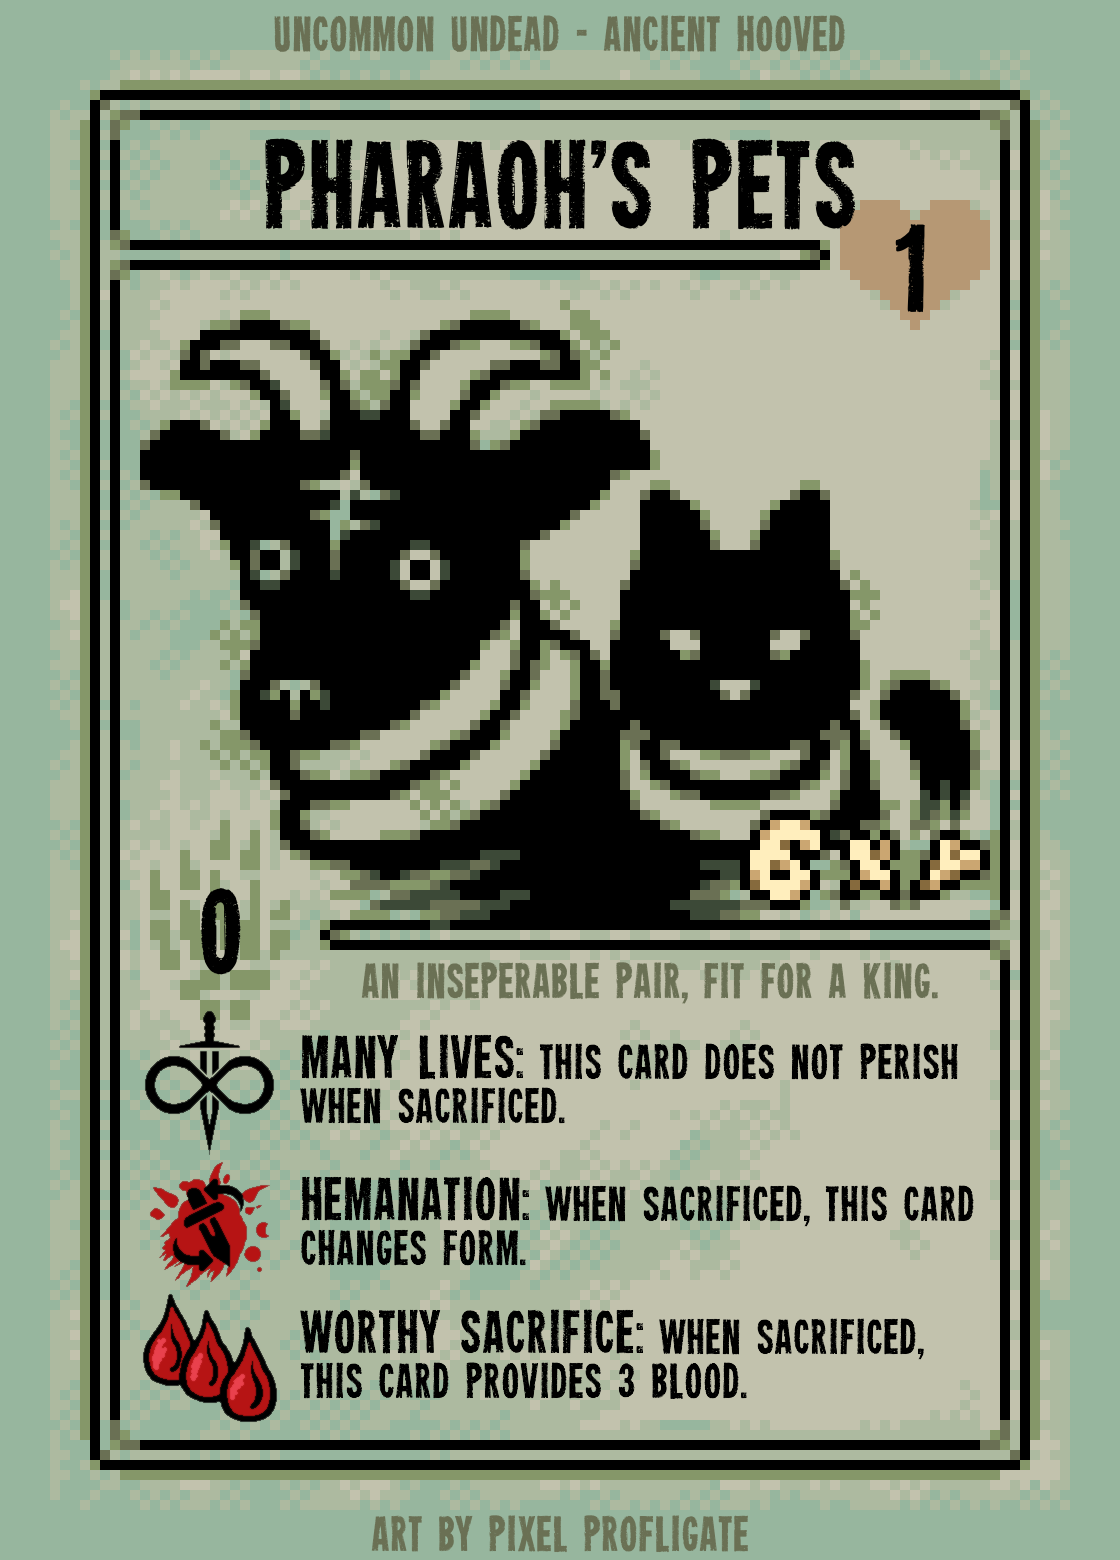 UNCOMMON UNDEAD - ANCIENT HOOVED
PHARAOH'S PETS
1
6 X
0
AN INSEPERABLE PAIR, FIT FOR A KING.
MANY LIVES: THIS CARD DOES NOT PERISH
WHEN SACRIFICED.
HEMANATION: WHEN SACRIFICED, THIS CARD
CHANGES FORM.
WORTHY SACRIFICE: WHEN SACRIFICED,
THIS CARD PROVIDES 3 BLOOD.
ART BY PIXEL PROFLIGATE